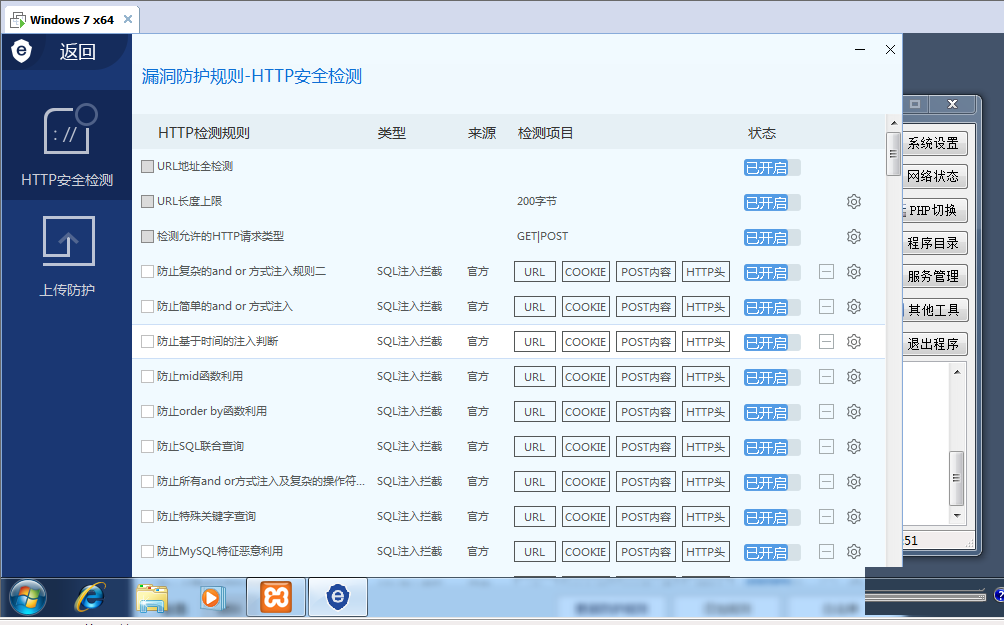 Windows 7 x64
返回
漏洞防护规则-HTTP安全检测
HTTP安全检测
上传防护
HTTP检测规则 类型 来源 检测项目 状态
URL地址全检测 已开启
URL长度上限 200字节 已开启
检测允许的HTTP请求类型 GET|POST 已开启
防止复杂的and or 方式注入规则二 SQL注入拦截 官方 URL COOKIE POST内容 HTTP头 已开启
防止简单的and or 方式注入 SQL注入拦截 官方 URL COOKIE POST内容 HTTP头 已开启
防止基于时间的注入判断 SQL注入拦截 官方 URL COOKIE POST内容 HTTP头 已开启
防止mid函数利用 SQL注入拦截 官方 URL COOKIE POST内容 HTTP头 已开启
防止order by函数利用 SQL注入拦截 官方 URL COOKIE POST内容 HTTP头 已开启
防止SQL联合查询 SQL注入拦截 官方 URL COOKIE POST内容 HTTP头 已开启
防止所有and or方式注入及复杂的操作符... SQL注入拦截 官方 URL COOKIE POST内容 HTTP头 已开启
防止特殊关键字查询 SQL注入拦截 官方 URL COOKIE POST内容 HTTP头 已开启
防止MySQL特征恶意利用 SQL注入拦截 官方 URL COOKIE POST内容 HTTP头 已开启
系统设置
网络状态
PHP切换
程序目录
服务管理
其他工具
退出程序
51